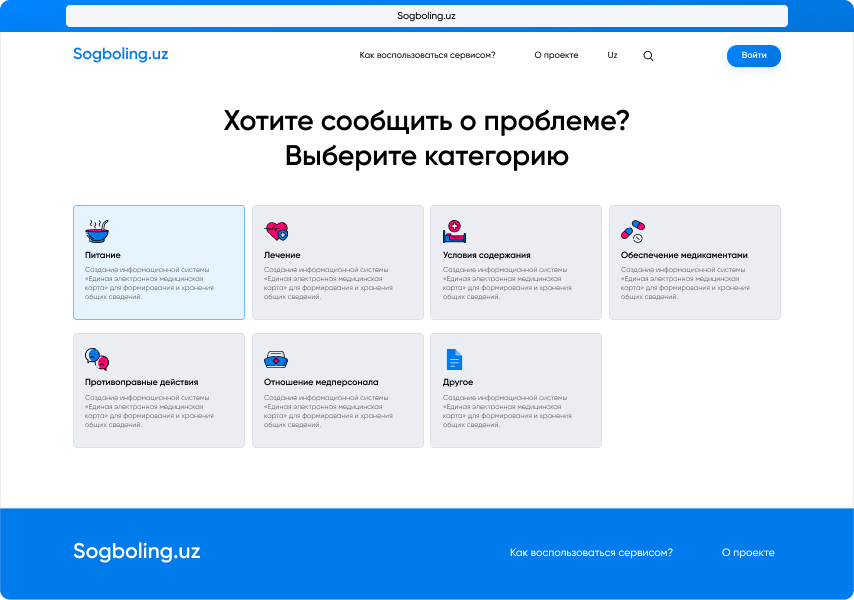 Sogboling.uz
Sogboling.uz
Как воспользоваться сервисом?
О проекте
Uz
Войти
Хотите сообщить о проблеме?
Выберите категорию
Питание
Создание информационной системы
«Единая электронная медицинская
карта» для формирования и хранения
общих сведений.
Лечение
Создание информационной системы
«Единая электронная медицинская
карта» для формирования и хранения
общих сведений.
Условия содержания
Создание информационной системы
«Единая электронная медицинская
карта» для формирования и хранения
общих сведений.
Обеспечение медикаментами
Создание информационной системы
«Единая электронная медицинская
карта» для формирования и хранения
общих сведений.
Противоправные действия
Создание информационной системы
«Единая электронная медицинская
карта» для формирования и хранения
общих сведений.
Отношение медперсонала
Создание информационной системы
«Единая электронная медицинская
карта» для формирования и хранения
общих сведений.
Другое
Создание информационной системы
«Единая электронная медицинская
карта» для формирования и хранения
общих сведений.
Sogboling.uz
Как воспользоваться сервисом?
О проекте